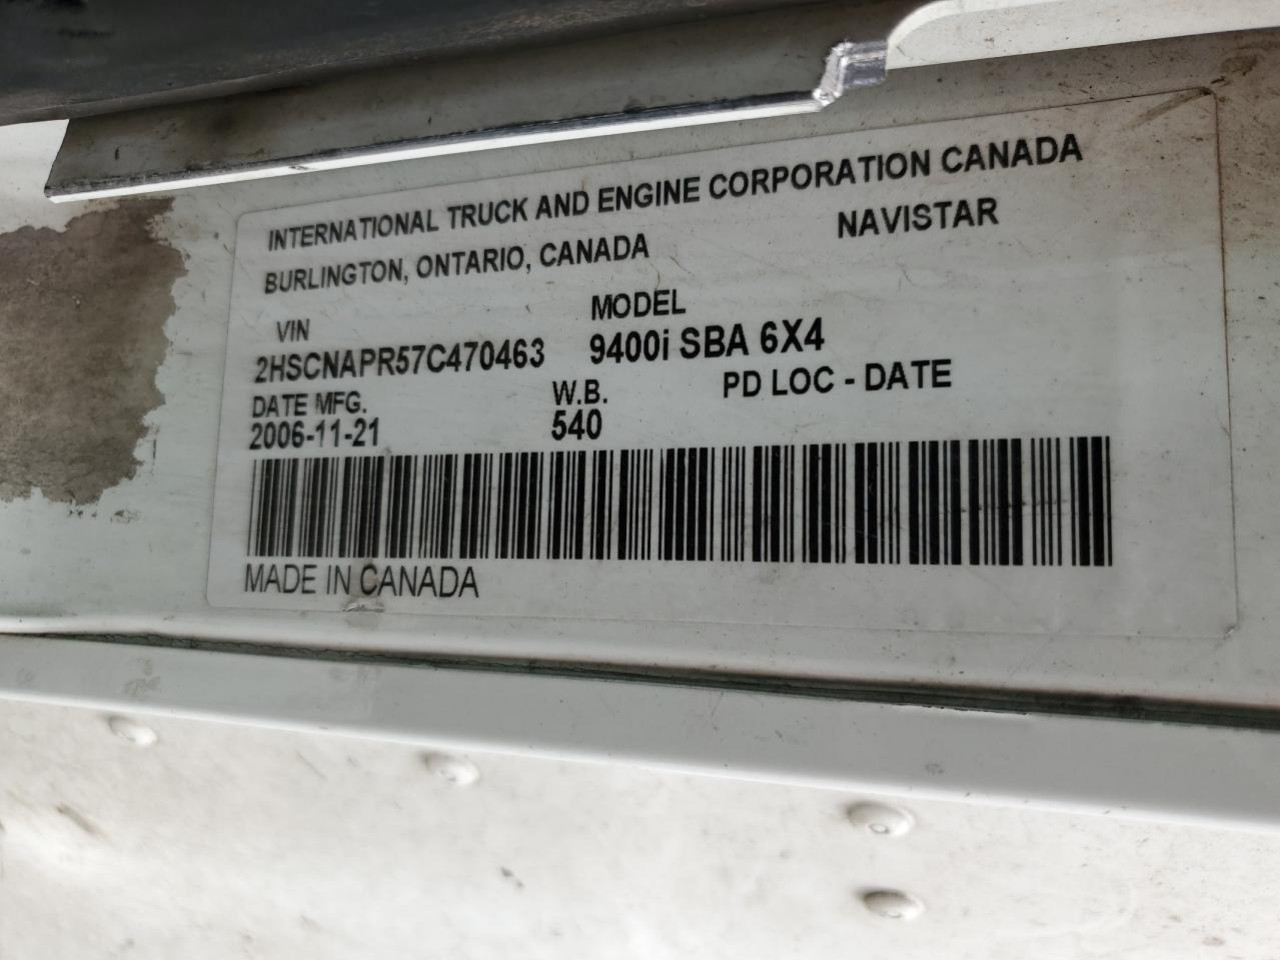 INTERNATIONAL TRUCK AND ENGINE CORPORATION CANADA
BURLINGTON, ONTARIO, CANADA NAVISTAR
VIN MODEL
2HSCNAPR57C470463 9400i SBA 6X4
DATE MFG. W.B. PD LOC - DATE
2006-11-21 540
MADE IN CANADA